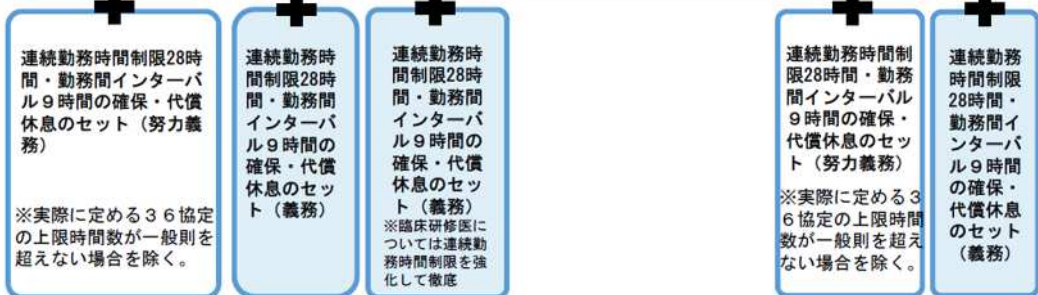 連続勤務時間制限28時
間・勤務間インターバ
ル９時間の確保・代償
休息のセット（努力義
務）
※実際に定める３６協定
の上限時間数が一般則を
超えない場合を除く。
連続勤務時
間制限28時
間・勤務間
インターバ
ル９時間の
確保・代償
休息のセッ
ト（義務）
連続勤務時
間制限28時
間・勤務間
インターバ
ル９時間の
確保・代償
休息のセッ
ト（義務）
※臨床研修医に
ついては連続勤
務時間制限を強
化して徹底
連続勤務時間制
限28時間・勤務
間インターバル
９時間の確保・
代償休息のセッ
ト（努力義務）
※実際に定める３
６協定の上限時間
数が一般則を超え
ない場合を除く。
連続勤務
時間制限
28時間・
勤務間イ
ンターバ
ル９時間
の確保・
代償休息
のセット
（義務）